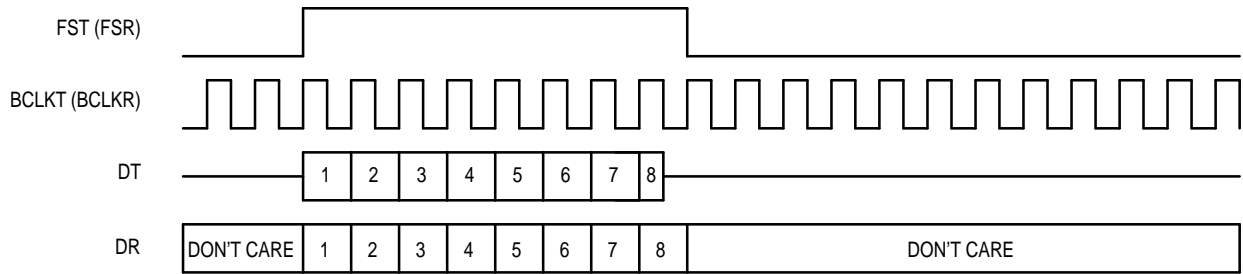 FST (FSR)
BCLKT (BCLKR)
DT 1 2 3 4 5 6 7 8
DR DON'T CARE 1 2 3 4 5 6 7 8 DON'T CARE